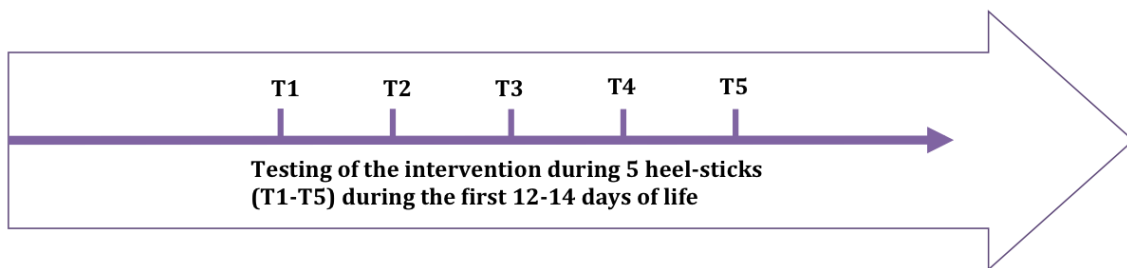 T1 T2 T3 T4 T5
Testing of the intervention during 5 heel-sticks
(T1-T5) during the first 12-14 days of life